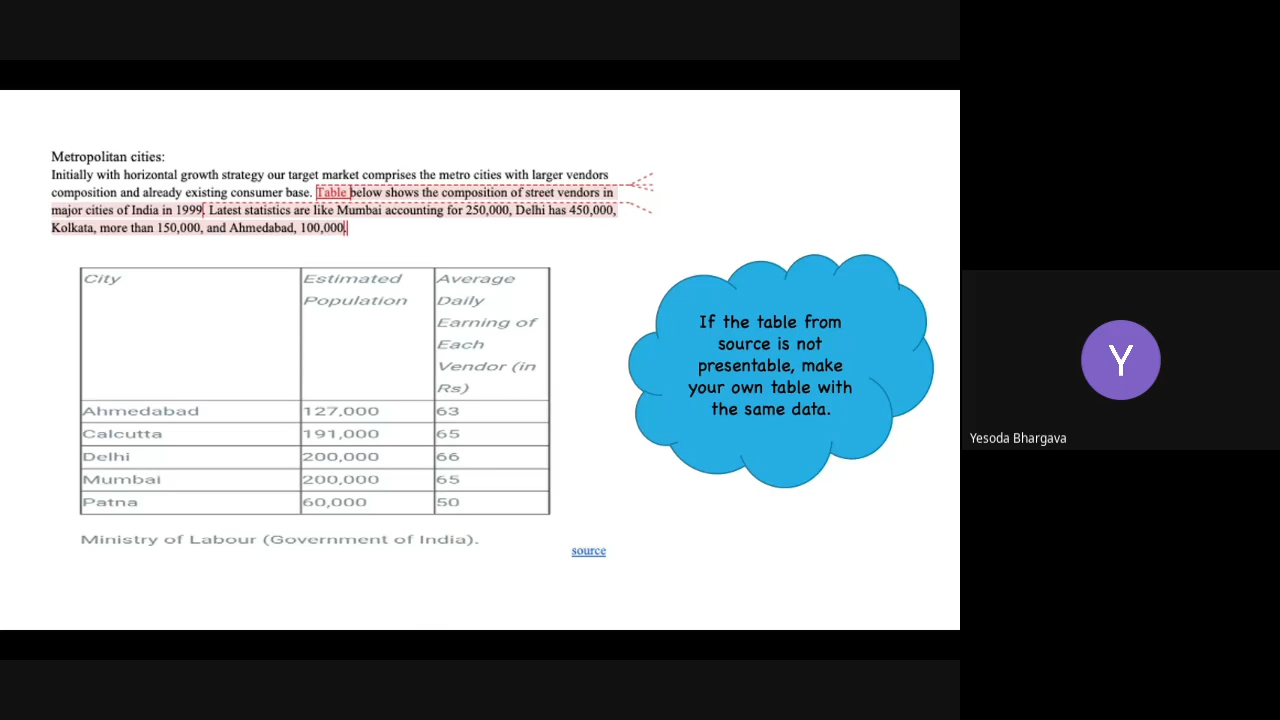 Metropolitan cities:
Initially with horizontal growth strategy our target market comprises the metro cities with larger vendors
composition and already existing consumer base. Table below shows the composition of street vendors in
major cities of India in 1999. Latest statistics are like Mumbai accounting for 250,000, Delhi has 450,000,
Kolkata, more than 150,000, and Ahmedabad, 100,000.
City Estimated Population Average Daily Earning of Each Vendor (in Rs)
Ahmedabad 127,000 63
Calcutta 191,000 65
Delhi 200,000 66
Mumbai 200,000 65
Patna 60,000 50
Ministry of Labour (Government of India).
source
If the table from
source is not
presentable, make
your own table with
the same data.
Y
Yesoda Bhargava